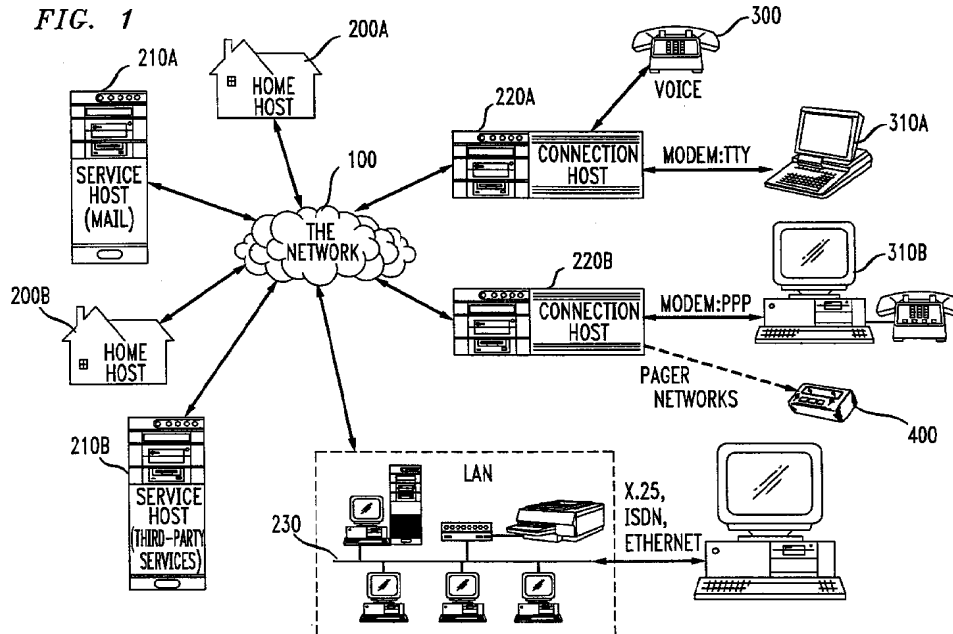 FIG. 1
200A
HOME
HOST
210A
SERVICE
HOST
(MAIL)
300
VOICE
220A
CONNECTION
HOST
MODEM:TTY
310A
100
THE
NETWORK
200B
HOME
HOST
220B
CONNECTION
HOST
MODEM:PPP
310B
PAGER
NETWORKS
400
210B
SERVICE
HOST
(THIRD-PARTY
SERVICES)
LAN
230
X.25,
ISDN,
ETHERNET